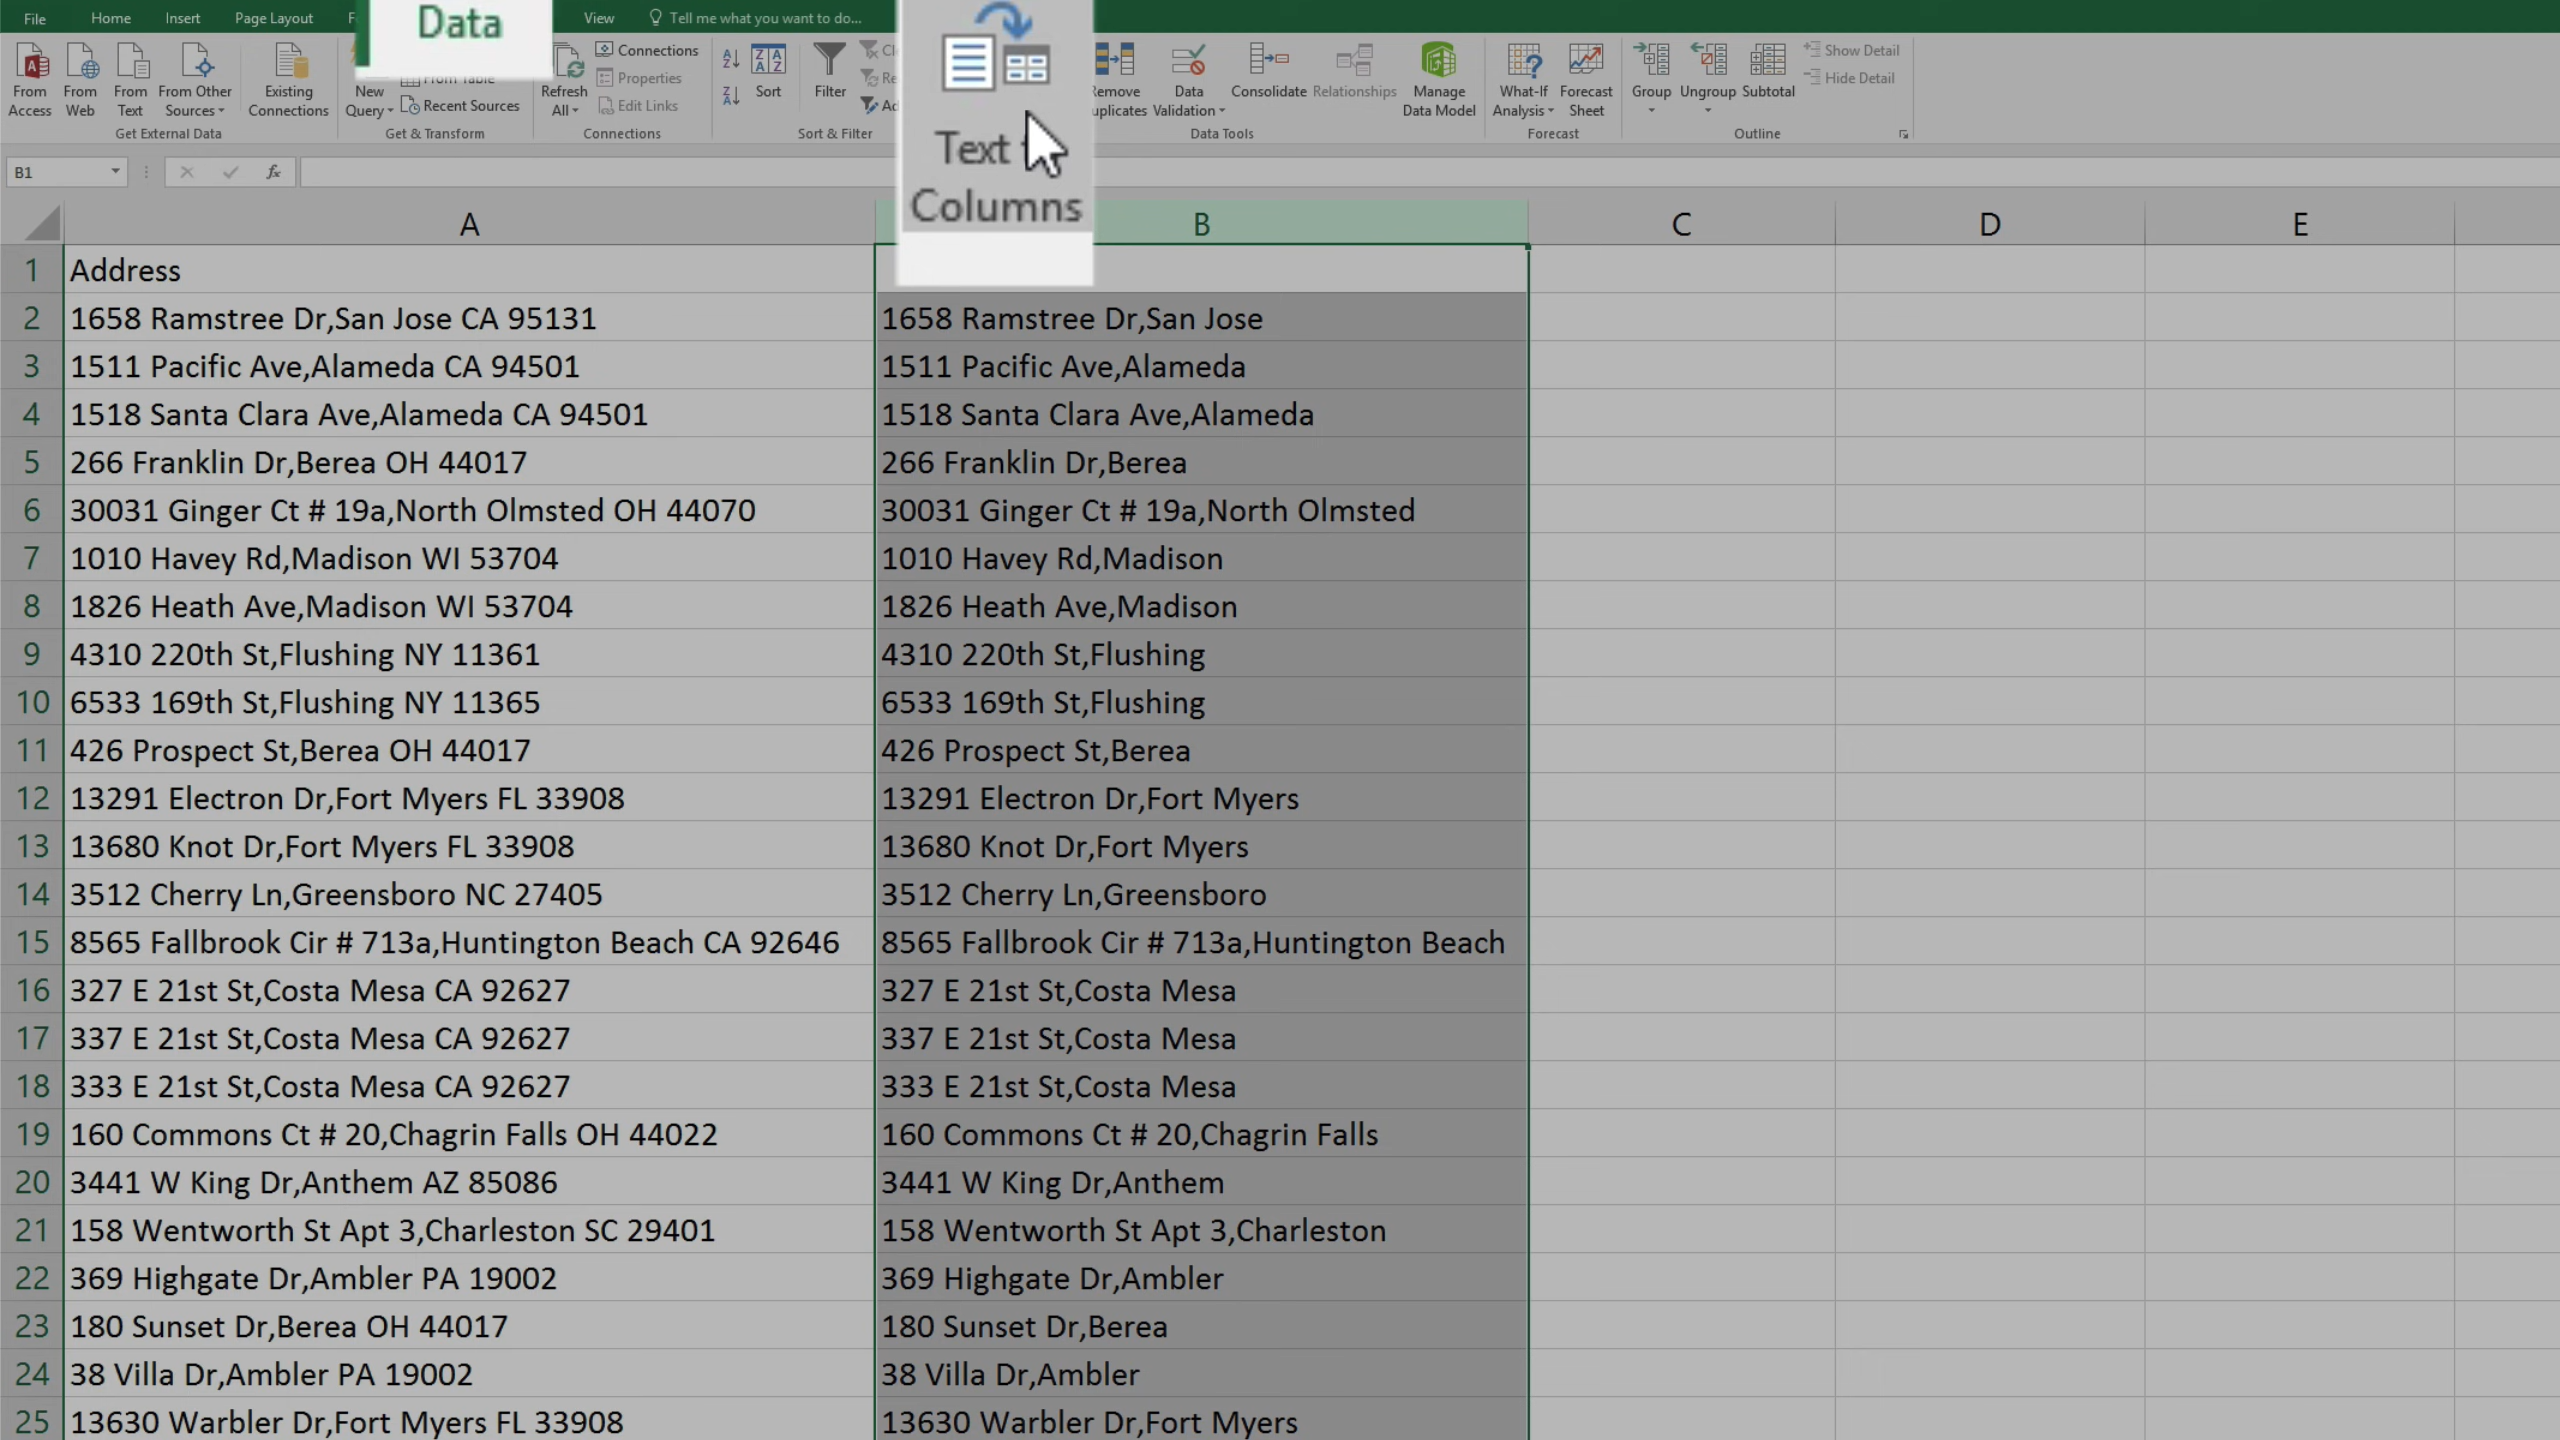 File Home Insert Page Layout Data View Tell me what you want to do...
From Access
From Web
From Text
From Other Sources
Existing Connections
Get External Data
New Query
From Table
Recent Sources
Get & Transform
Refresh All
Connections
Properties
Edit Links
Connections
Sort
Filter
Sort & Filter
Text
Columns
Data Validation
Consolidate
Relationships
Manage Data Model
Data Tools
What-If Analysis
Forecast Sheet
Forecast
Group
Ungroup
Subtotal
Show Detail
Hide Detail
Outline
B1 fx
A B C D E
1 Address
2 1658 Ramstree Dr,San Jose CA 95131 1658 Ramstree Dr,San Jose
3 1511 Pacific Ave,Alameda CA 94501 1511 Pacific Ave,Alameda
4 1518 Santa Clara Ave,Alameda CA 94501 1518 Santa Clara Ave,Alameda
5 266 Franklin Dr,Berea OH 44017 266 Franklin Dr,Berea
6 30031 Ginger Ct # 19a,North Olmsted OH 44070 30031 Ginger Ct # 19a,North Olmsted
7 1010 Havey Rd,Madison WI 53704 1010 Havey Rd,Madison
8 1826 Heath Ave,Madison WI 53704 1826 Heath Ave,Madison
9 4310 220th St,Flushing NY 11361 4310 220th St,Flushing
10 6533 169th St,Flushing NY 11365 6533 169th St,Flushing
11 426 Prospect St,Berea OH 44017 426 Prospect St,Berea
12 13291 Electron Dr,Fort Myers FL 33908 13291 Electron Dr,Fort Myers
13 13680 Knot Dr,Fort Myers FL 33908 13680 Knot Dr,Fort Myers
14 3512 Cherry Ln,Greensboro NC 27405 3512 Cherry Ln,Greensboro
15 8565 Fallbrook Cir # 713a,Huntington Beach CA 92646 8565 Fallbrook Cir # 713a,Huntington Beach
16 327 E 21st St,Costa Mesa CA 92627 327 E 21st St,Costa Mesa
17 337 E 21st St,Costa Mesa CA 92627 337 E 21st St,Costa Mesa
18 333 E 21st St,Costa Mesa CA 92627 333 E 21st St,Costa Mesa
19 160 Commons Ct # 20,Chagrin Falls OH 44022 160 Commons Ct # 20,Chagrin Falls
20 3441 W King Dr,Anthem AZ 85086 3441 W King Dr,Anthem
21 158 Wentworth St Apt 3,Charleston SC 29401 158 Wentworth St Apt 3,Charleston
22 369 Highgate Dr,Ambler PA 19002 369 Highgate Dr,Ambler
23 180 Sunset Dr,Berea OH 44017 180 Sunset Dr,Berea
24 38 Villa Dr,Ambler PA 19002 38 Villa Dr,Ambler
25 13630 Warbler Dr,Fort Myers FL 33908 13630 Warbler Dr,Fort Myers